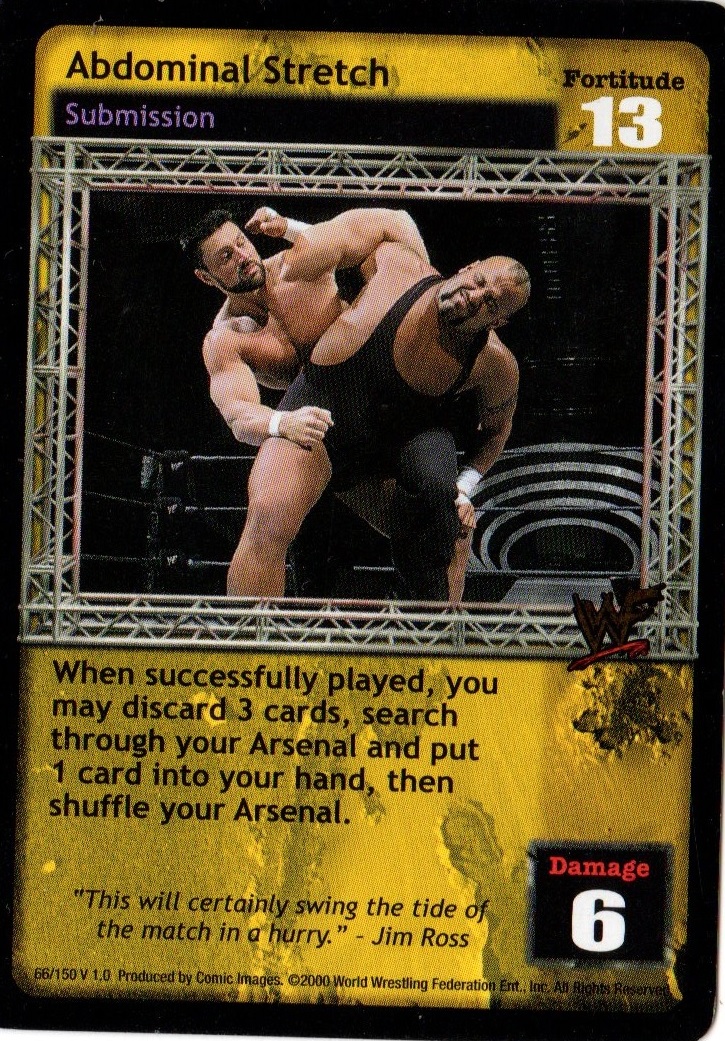 Abdominal Stretch
Fortitude
13
Submission
WF
When successfully played, you
may discard 3 cards, search
through your Arsenal and put
1 card into your hand, then
shuffle your Arsenal.
Damage
6
"This will certainly swing the tide of
the match in a hurry." - Jim Ross
66/150 V 1.0 Produced by Comic Images. ©2000 World Wrestling Federation Ent., Inc. All Rights Reserved